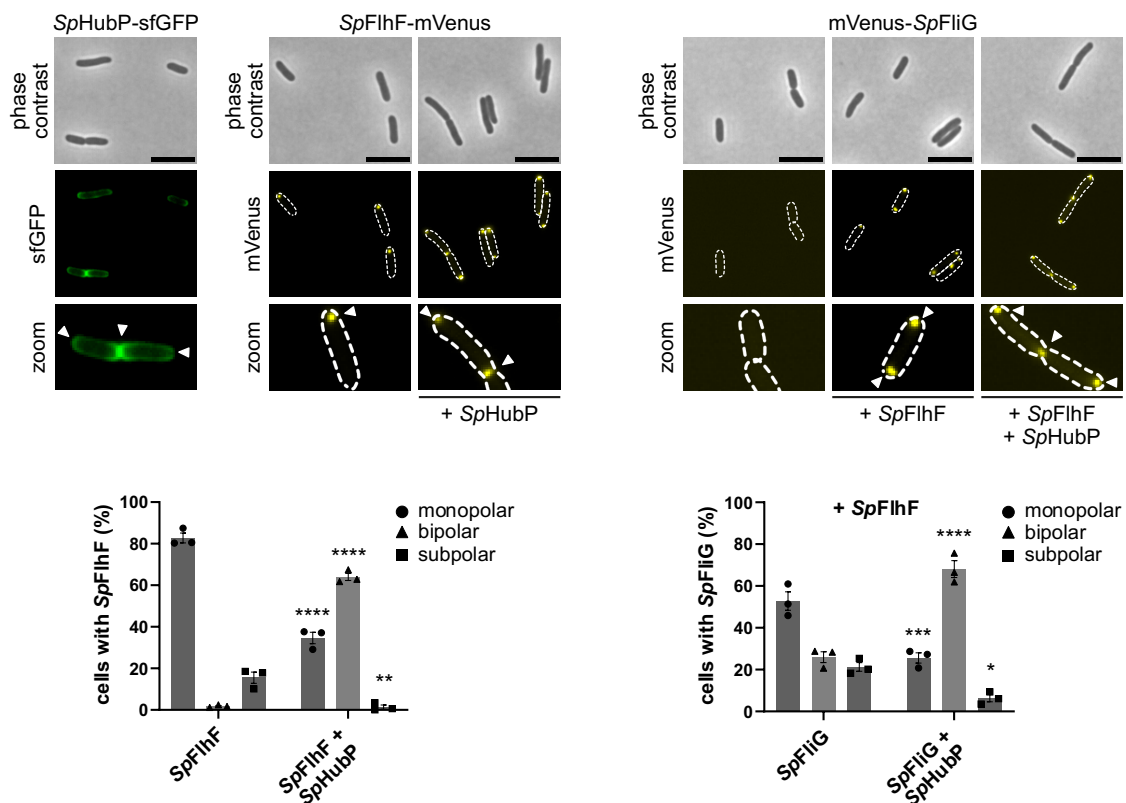 SpHubP-sfGFP
SpFlhF-mVenus
mVenus-SpFliG
phase
contrast
phase
contrast
phase
contrast
sfGFP
mVenus
mVenus
zoom
zoom
zoom
+ SpHubP
+ SpFlhF
+ SpFlhF
+ SpHubP
cells with SpFlhF (%)
100
80
60
40
20
0
****
****
**
monopolar
bipolar
subpolar
SpFlhF
SpFlhF +
SpHubP
cells with SpFliG (%)
100
80
60
40
20
0
+ SpFlhF
***
****
*
monopolar
bipolar
subpolar
SpFliG
SpFliG +
SpHubP